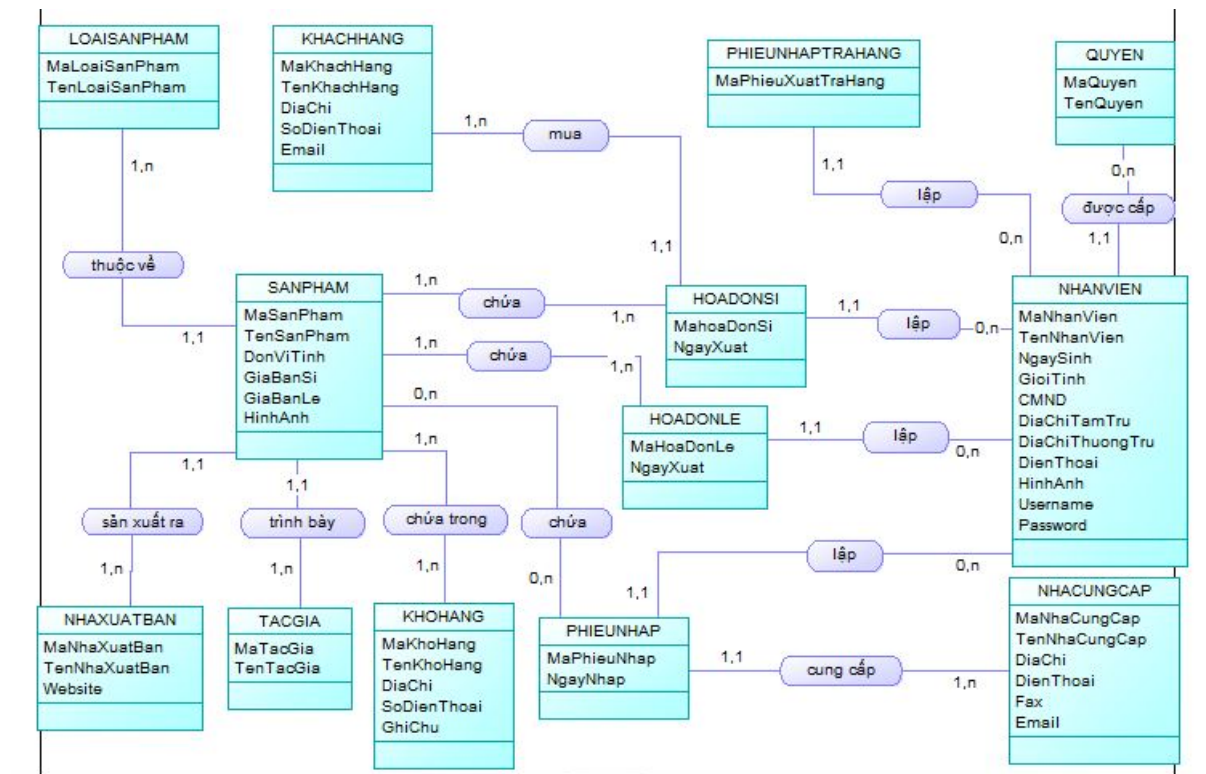 LOAISANPHAM
MaLoaiSanPham
TenLoaiSanPham
KHACHHANG
MaKhachHang
TenKhachHang
DiaChi
SoDienThoai
Email
PHIEUNHAPTRAHANG
MaPhieuXuatTraHang
QUYEN
MaQuyen
TenQuyen
1,n
mua
1,1
1,n
1,1
lập
0,n
0,n
được cấp
1,1
thuộc về
1,1
SANPHAM
MaSanPham
TenSanPham
DonViTinh
GiaBanSi
GiaBanLe
HinhAnh
1,n
chứa
1,n
HOADONSI
MahoaDonSi
NgayXuat
1,1
lập
0,n
NHANVIEN
MaNhanVien
TenNhanVien
NgaySinh
GioiTinh
CMND
DiaChiTamTru
DiaChiThuongTru
DienThoai
HinhAnh
Username
Password
1,n
chứa
1,n
HOADONLE
MaHoaDonLe
NgayXuat
1,1
lập
0,n
0,n
1,n
1,1
1,1
sản xuất ra
trình bày
chứa trong
chứa
1,n
1,n
1,n
0,n
1,1
lập
0,n
NHAXUATBAN
MaNhaXuatBan
TenNhaXuatBan
Website
TACGIA
MaTacGia
TenTacGia
KHOHANG
MaKhoHang
TenKhoHang
DiaChi
SoDienThoai
GhiChu
PHIEUNHAP
MaPhieuNhap
NgayNhap
1,1
cung cấp
1,n
NHACUNGCAP
MaNhaCungCap
TenNhaCungCap
DiaChi
DienThoai
Fax
Email